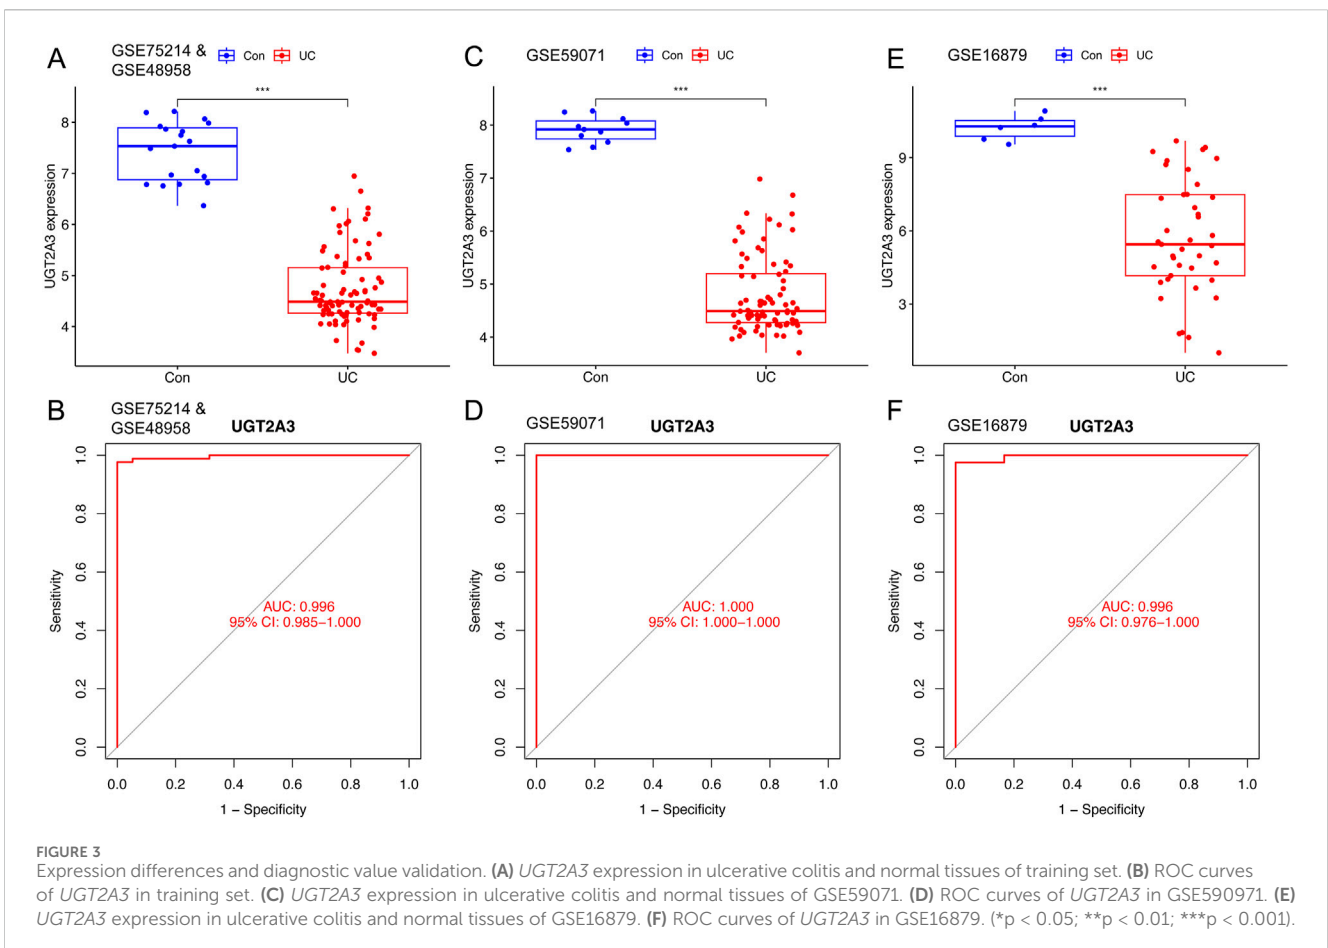 A
GSE75214 &
GSE48958
Con UC
***
UGT2A3 expression
8
7
6
5
4
Con UC
C
GSE59071
Con UC
***
UGT2A3 expression
8
7
6
5
4
Con UC
E
GSE16879
Con UC
***
UGT2A3 expression
9
6
3
Con UC
B
GSE75214 &
GSE48958
UGT2A3
Sensitivity
1.0
0.8
0.6
0.4
0.2
0.0
AUC: 0.996
95% CI: 0.985–1.000
0.0 0.2 0.4 0.6 0.8 1.0
1 − Specificity
D
GSE59071
UGT2A3
Sensitivity
1.0
0.8
0.6
0.4
0.2
0.0
AUC: 1.000
95% CI: 1.000–1.000
0.0 0.2 0.4 0.6 0.8 1.0
1 − Specificity
F
GSE16879
UGT2A3
Sensitivity
1.0
0.8
0.6
0.4
0.2
0.0
AUC: 0.996
95% CI: 0.976–1.000
0.0 0.2 0.4 0.6 0.8 1.0
1 − Specificity
FIGURE 3
Expression differences and diagnostic value validation. (A) UGT2A3 expression in ulcerative colitis and normal tissues of training set. (B) ROC curves
of UGT2A3 in training set. (C) UGT2A3 expression in ulcerative colitis and normal tissues of GSE59071. (D) ROC curves of UGT2A3 in GSE590971. (E)
UGT2A3 expression in ulcerative colitis and normal tissues of GSE16879. (F) ROC curves of UGT2A3 in GSE16879. (*p < 0.05; **p < 0.01; ***p < 0.001).